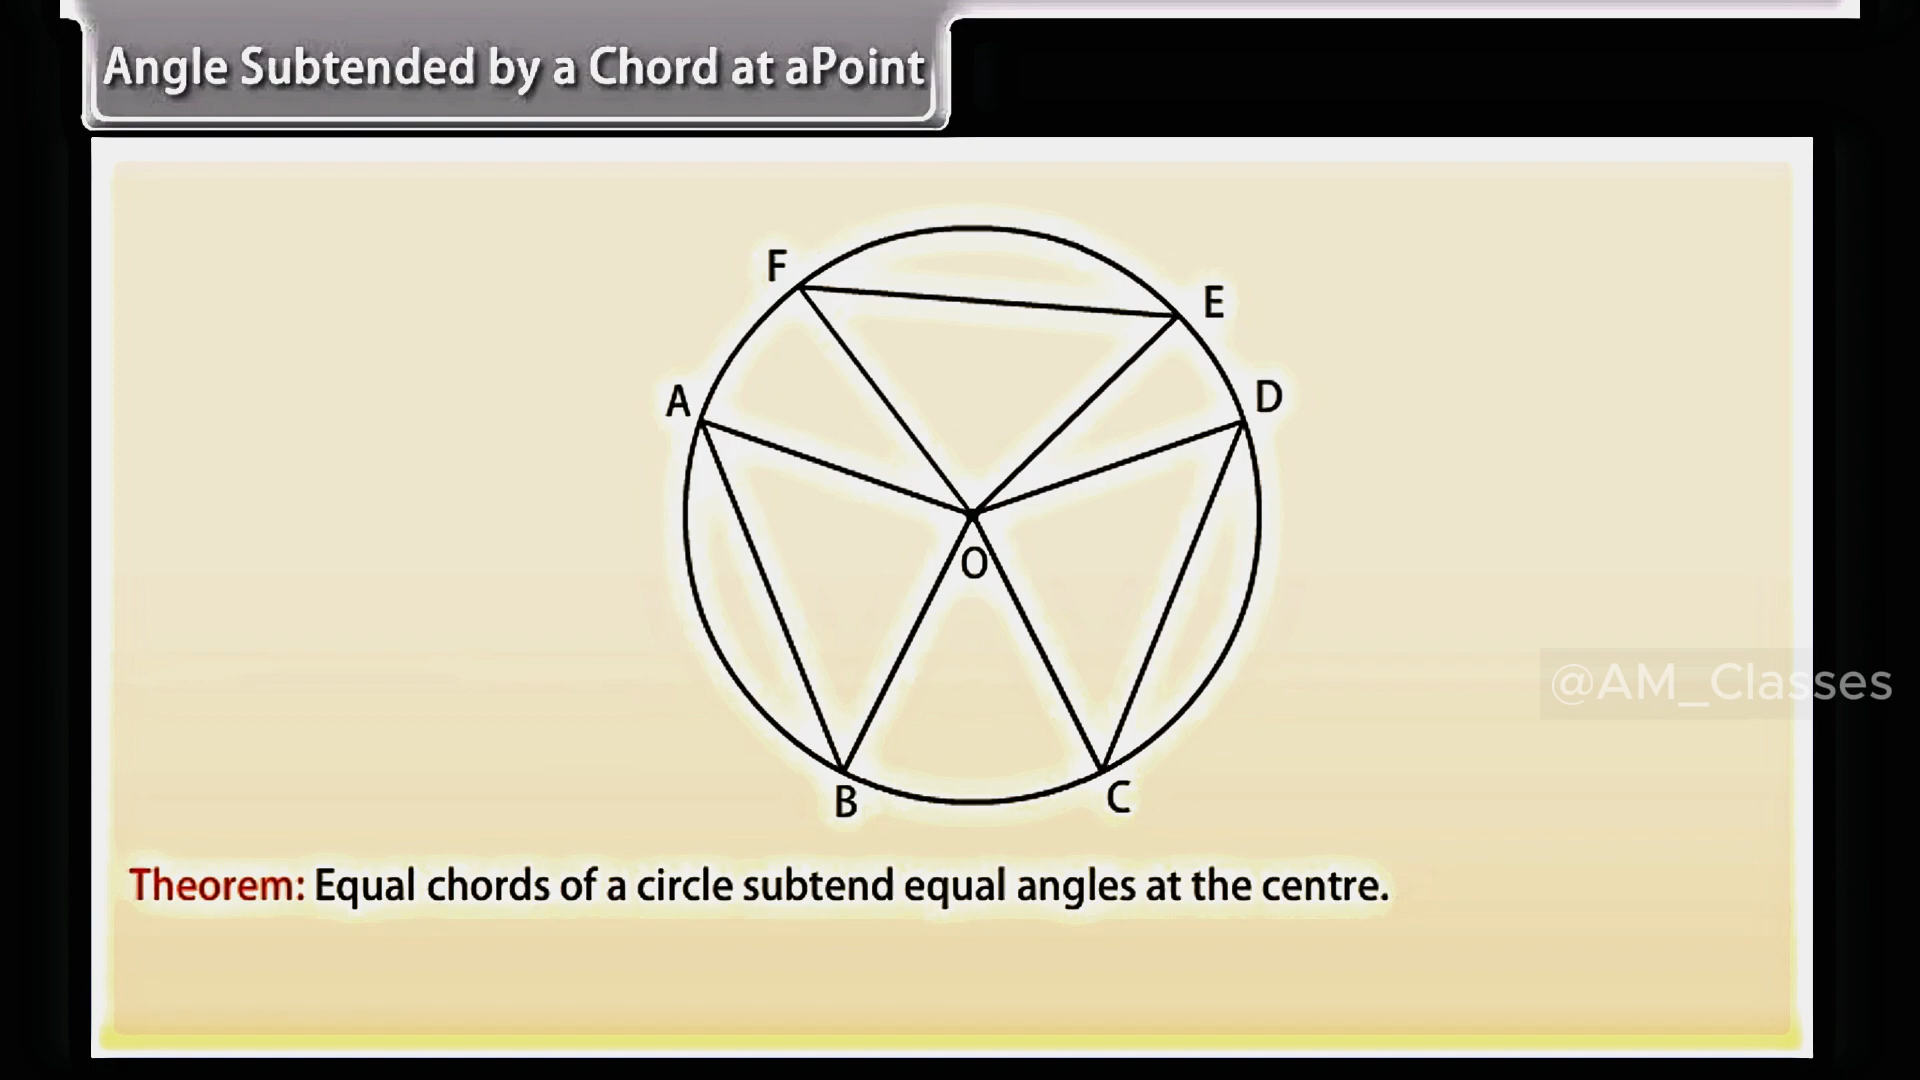 Angle Subtended by a Chord at aPoint
F
E
A
D
O
@AM_Classes
B
C
Theorem: Equal chords of a circle subtend equal angles at the centre.